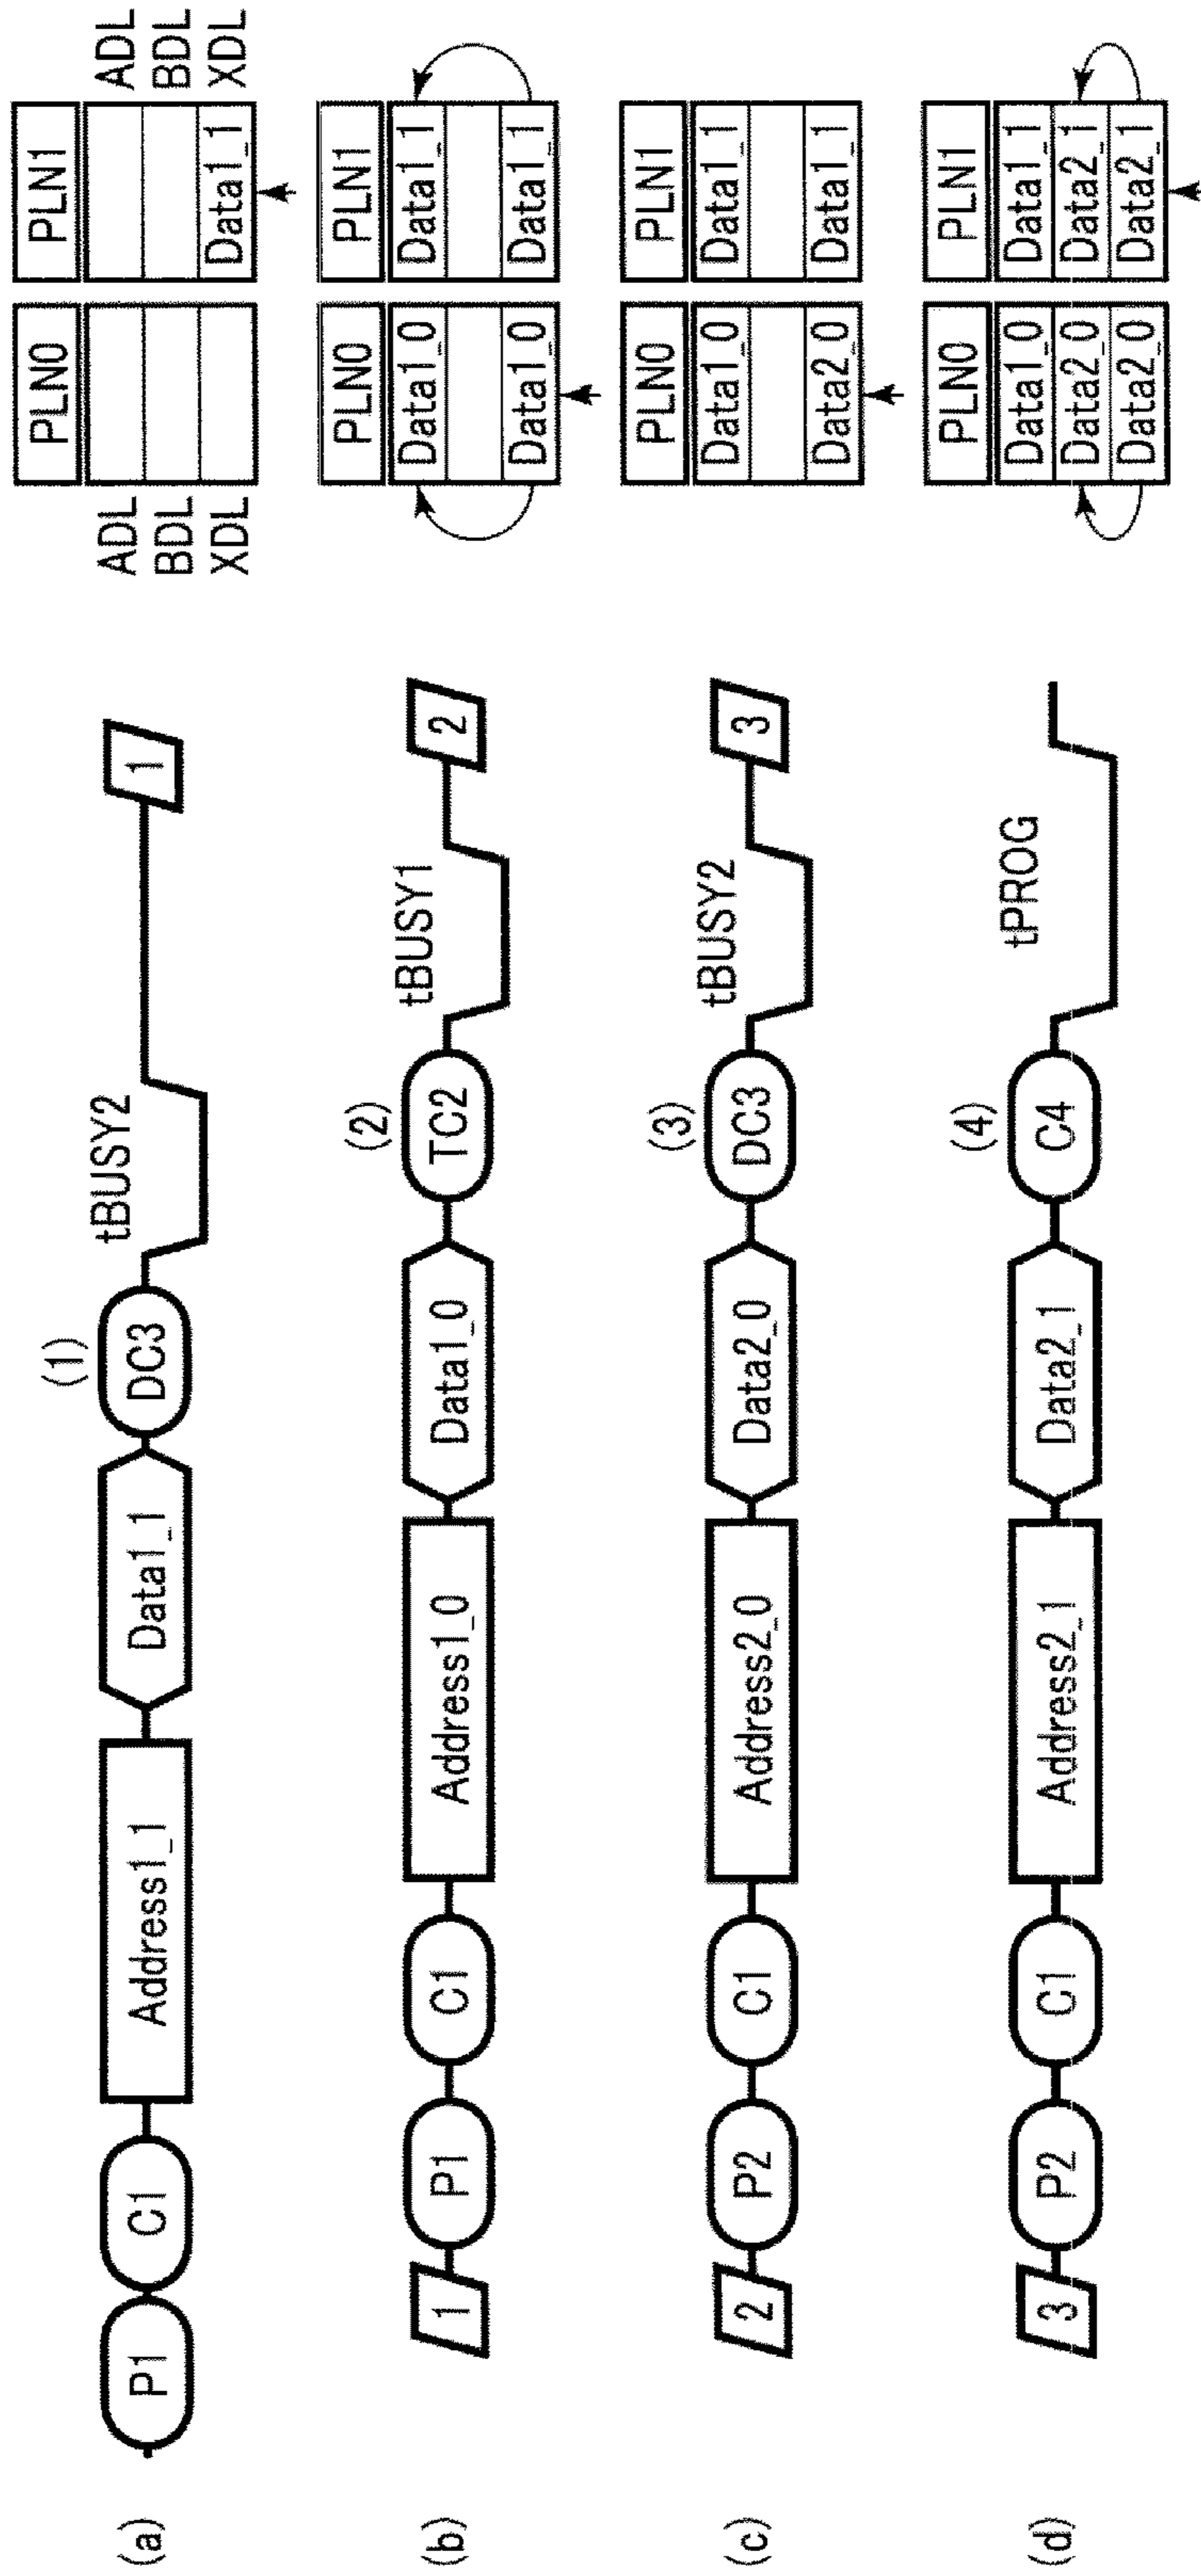 (a) P1 C1 Address1_1 Data1_1 DC3 (1) tBUSY2 1
PLN0 PLN1
ADL ADL
BDL BDL
XDL Data1_1 XDL
(b) 1 P1 C1 Address1_0 Data1_0 TC2 (2) tBUSY1 2
PLN0 PLN1
Data1_0 Data1_1
Data1_0 Data1_1
(c) 2 P2 C1 Address2_0 Data2_0 DC3 (3) tBUSY2 3
PLN0 PLN1
Data1_0 Data1_1
Data2_0 Data1_1
(d) 3 P2 C1 Address2_1 Data2_1 C4 (4) tPROG
PLN0 PLN1
Data1_0 Data1_1
Data2_0 Data2_1
Data2_0 Data2_1